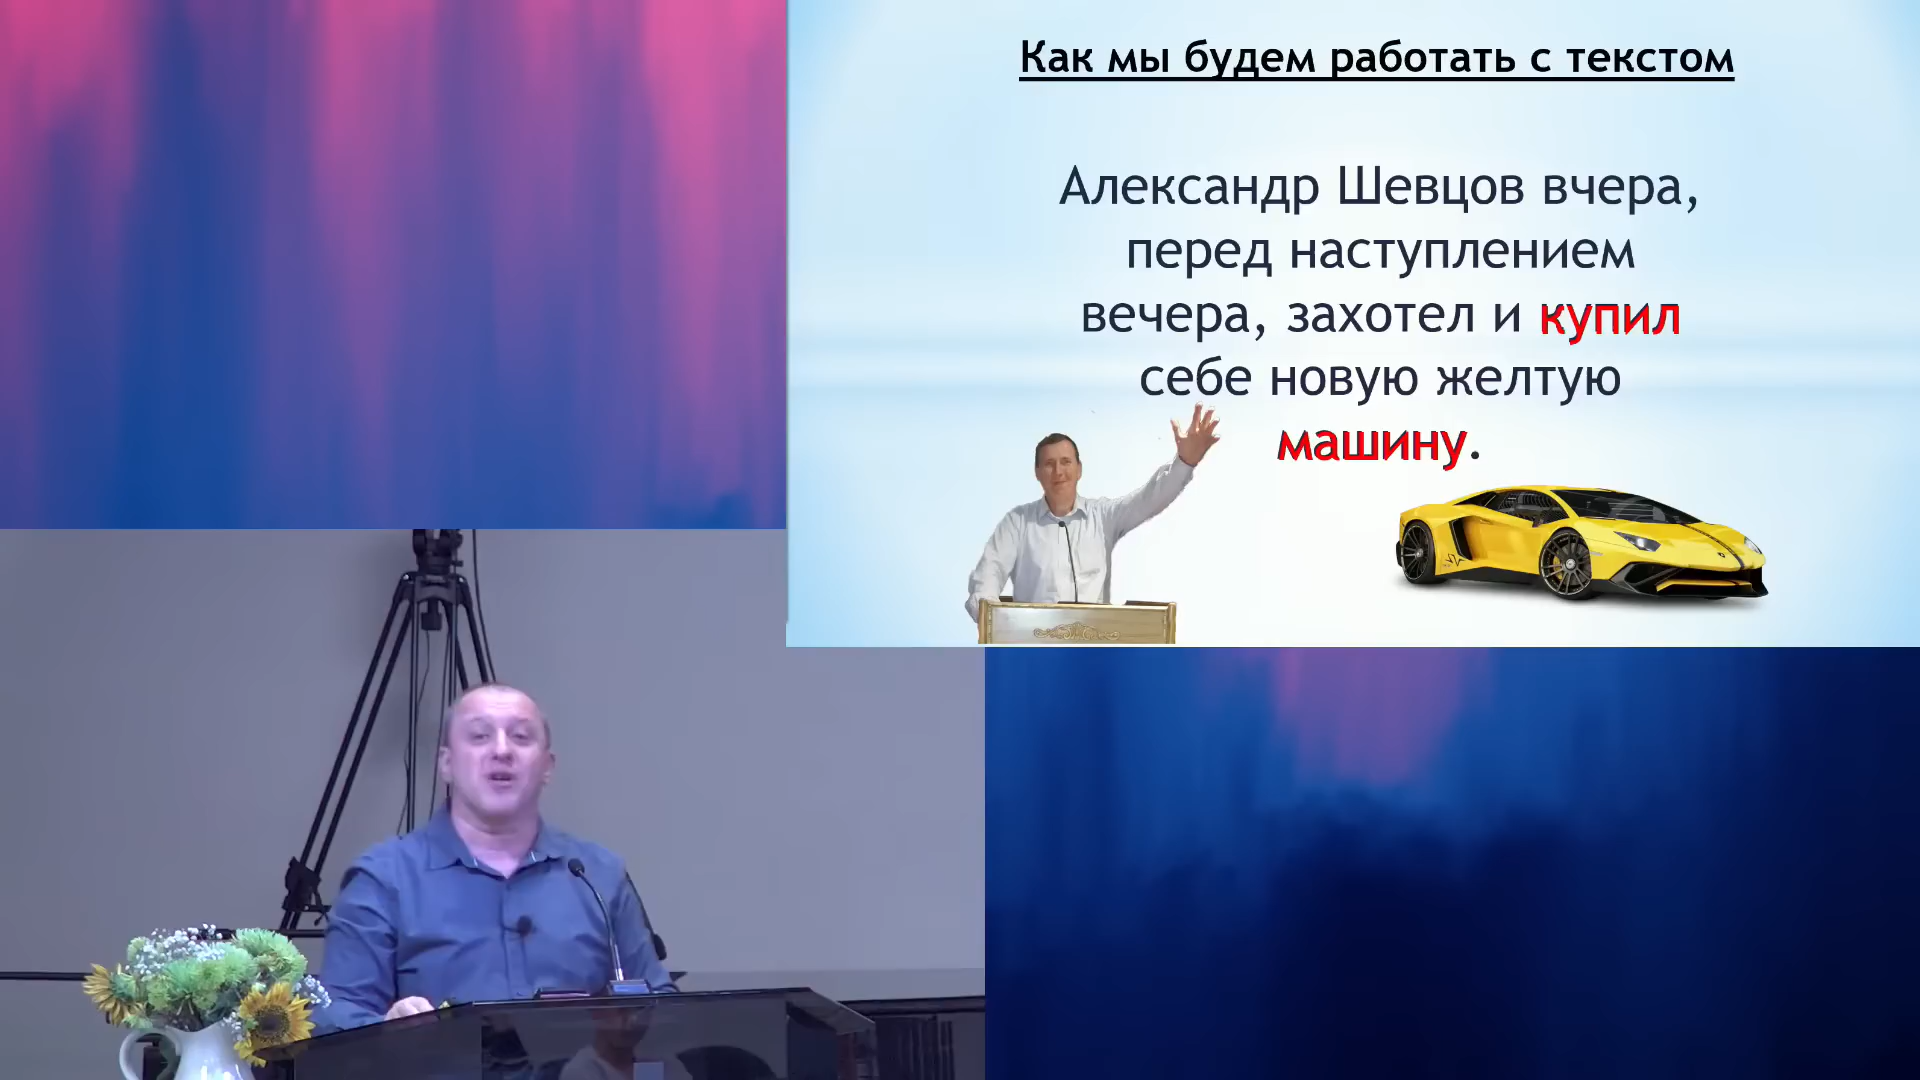 Как мы будем работать с текстом
Александр Шевцов вчера,
перед наступлением
вечера, захотел и купил
себе новую желтую
машину.